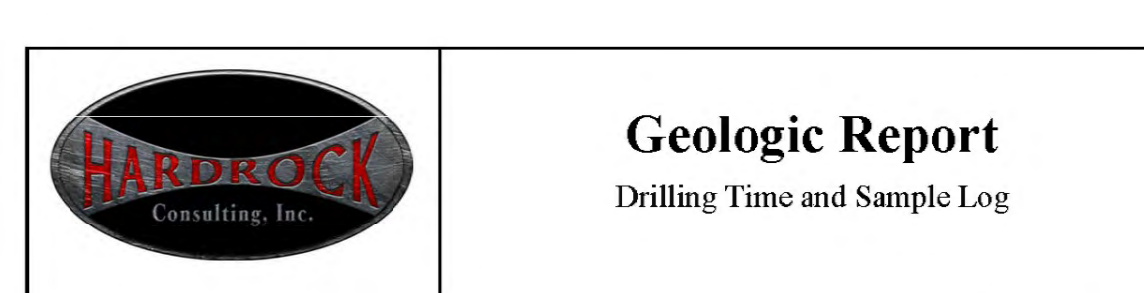 HARDROCK
Consulting, Inc.
Geologic Report
Drilling Time and Sample Log